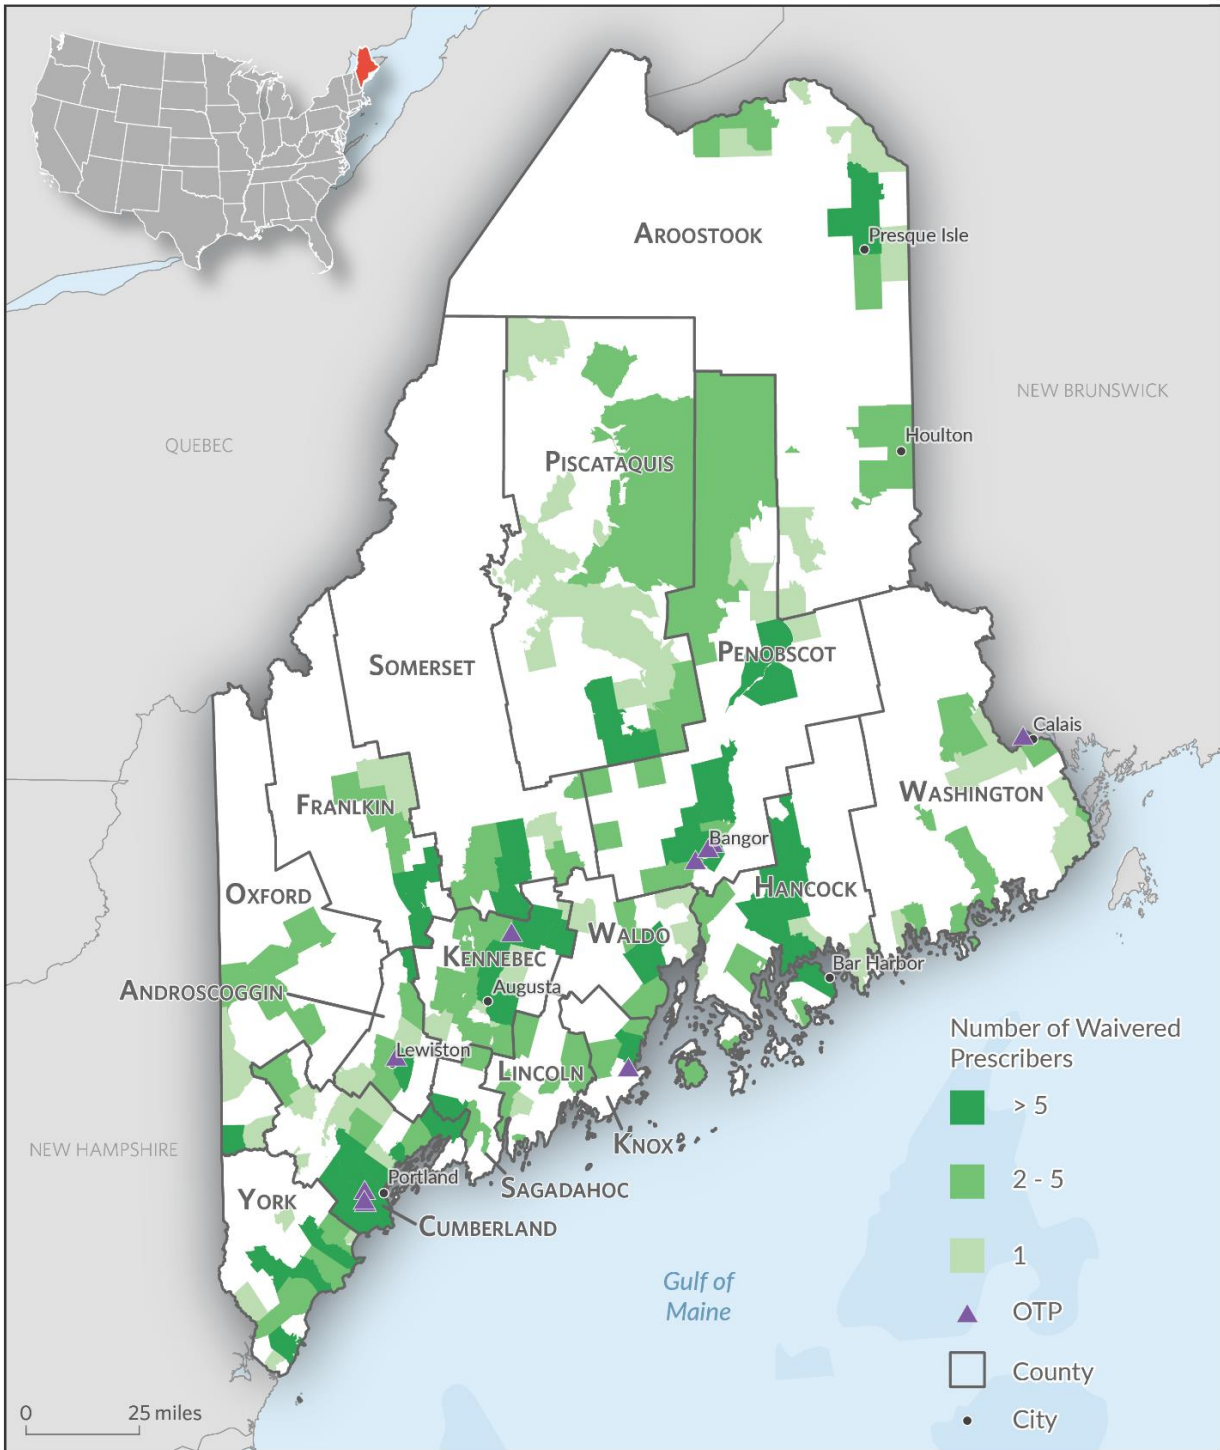 AROOSTOOK
Presque Isle
NEW BRUNSWICK
QUEBEC
Houlton
PISCATAQUIS
SOMERSET
PENOBSCOT
Calais
WASHINGTON
FRANLKIN
Bangor
OXFORD
HANCOCK
WALDO
KENNEBEC
Bar Harbor
ANDROSCOGGIN
Augusta
Lewiston
LINCOLN
NEW HAMPSHIRE
KNOX
Portland
SAGADAHOC
YORK
CUMBERLAND
Gulf of
Maine
Number of Waivered
Prescribers
> 5
2 - 5
1
OTP
County
City
0 25 miles